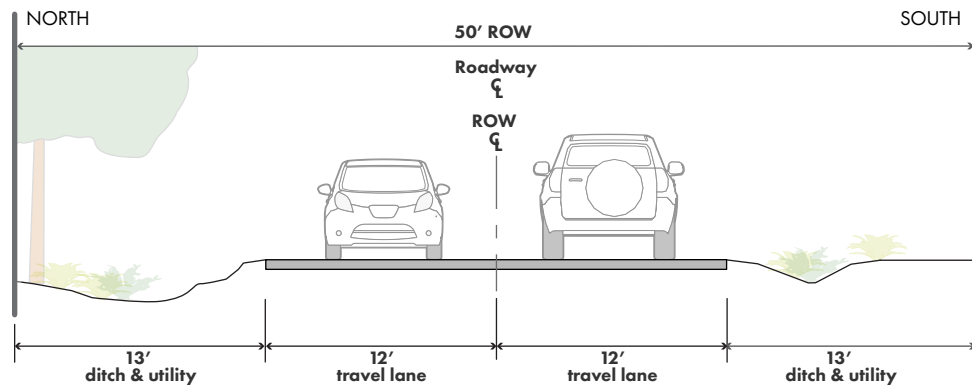 NORTH
SOUTH
50’ ROW
Roadway
℄
ROW
℄
13’
ditch & utility
12’
travel lane
12’
travel lane
13’
ditch & utility